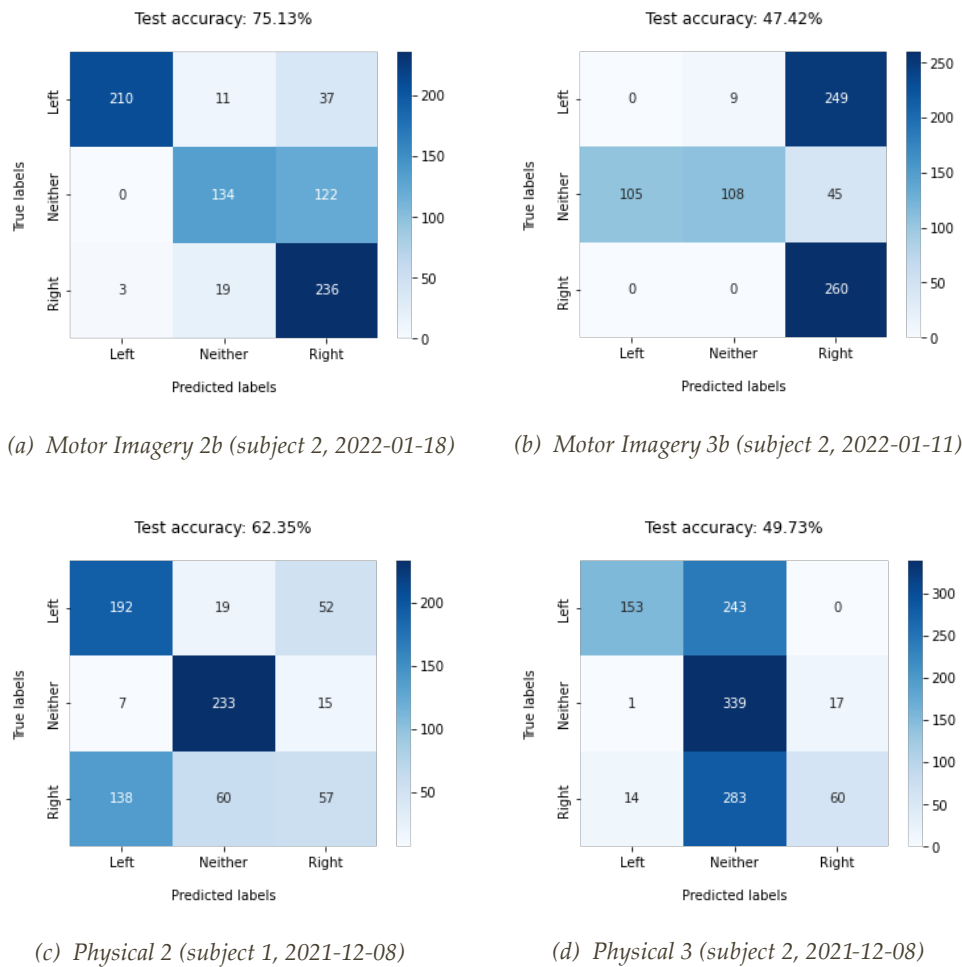 Test accuracy: 75.13%
True labels
Left
210 11 37
Neither
0 134 122
Right
3 19 236
Left Neither Right
Predicted labels
200
150
100
50
0
(a) Motor Imagery 2b (subject 2, 2022-01-18)
Test accuracy: 47.42%
True labels
Left
0 9 249
Neither
105 108 45
Right
0 0 260
Left Neither Right
Predicted labels
250
200
150
100
50
0
(b) Motor Imagery 3b (subject 2, 2022-01-11)
Test accuracy: 62.35%
True labels
Left
192 19 52
Neither
7 233 15
Right
138 60 57
Left Neither Right
Predicted labels
200
150
100
50
(c) Physical 2 (subject 1, 2021-12-08)
Test accuracy: 49.73%
True labels
Left
153 243 0
Neither
1 339 17
Right
14 283 60
Left Neither Right
Predicted labels
300
250
200
150
100
50
0
(d) Physical 3 (subject 2, 2021-12-08)